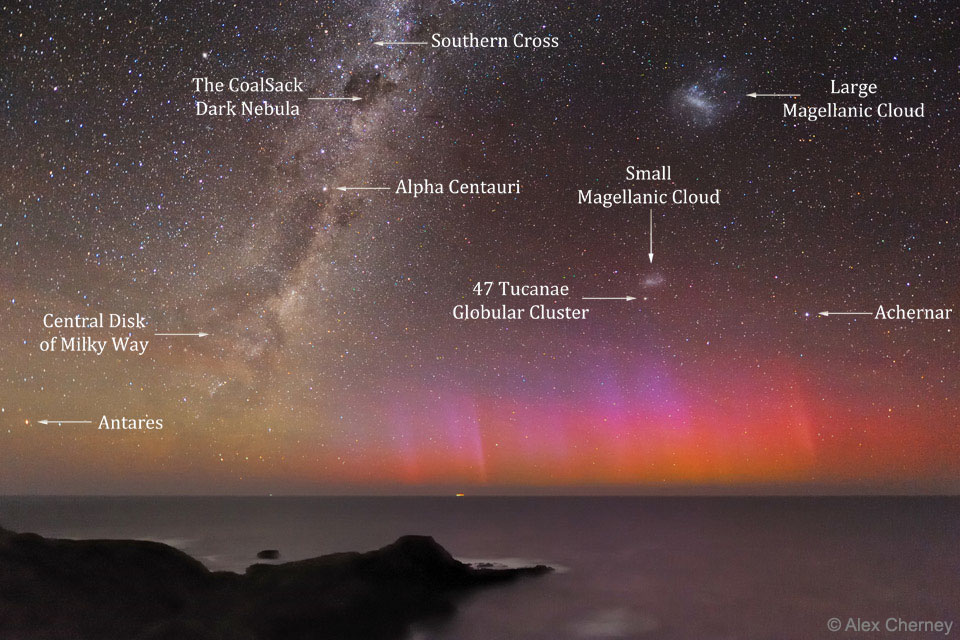 Southern Cross
The CoalSack
Dark Nebula
Large
Magellanic Cloud
Alpha Centauri
Small
Magellanic Cloud
47 Tucanae
Globular Cluster
Achernar
Central Disk
of Milky Way
Antares
© Alex Cherney